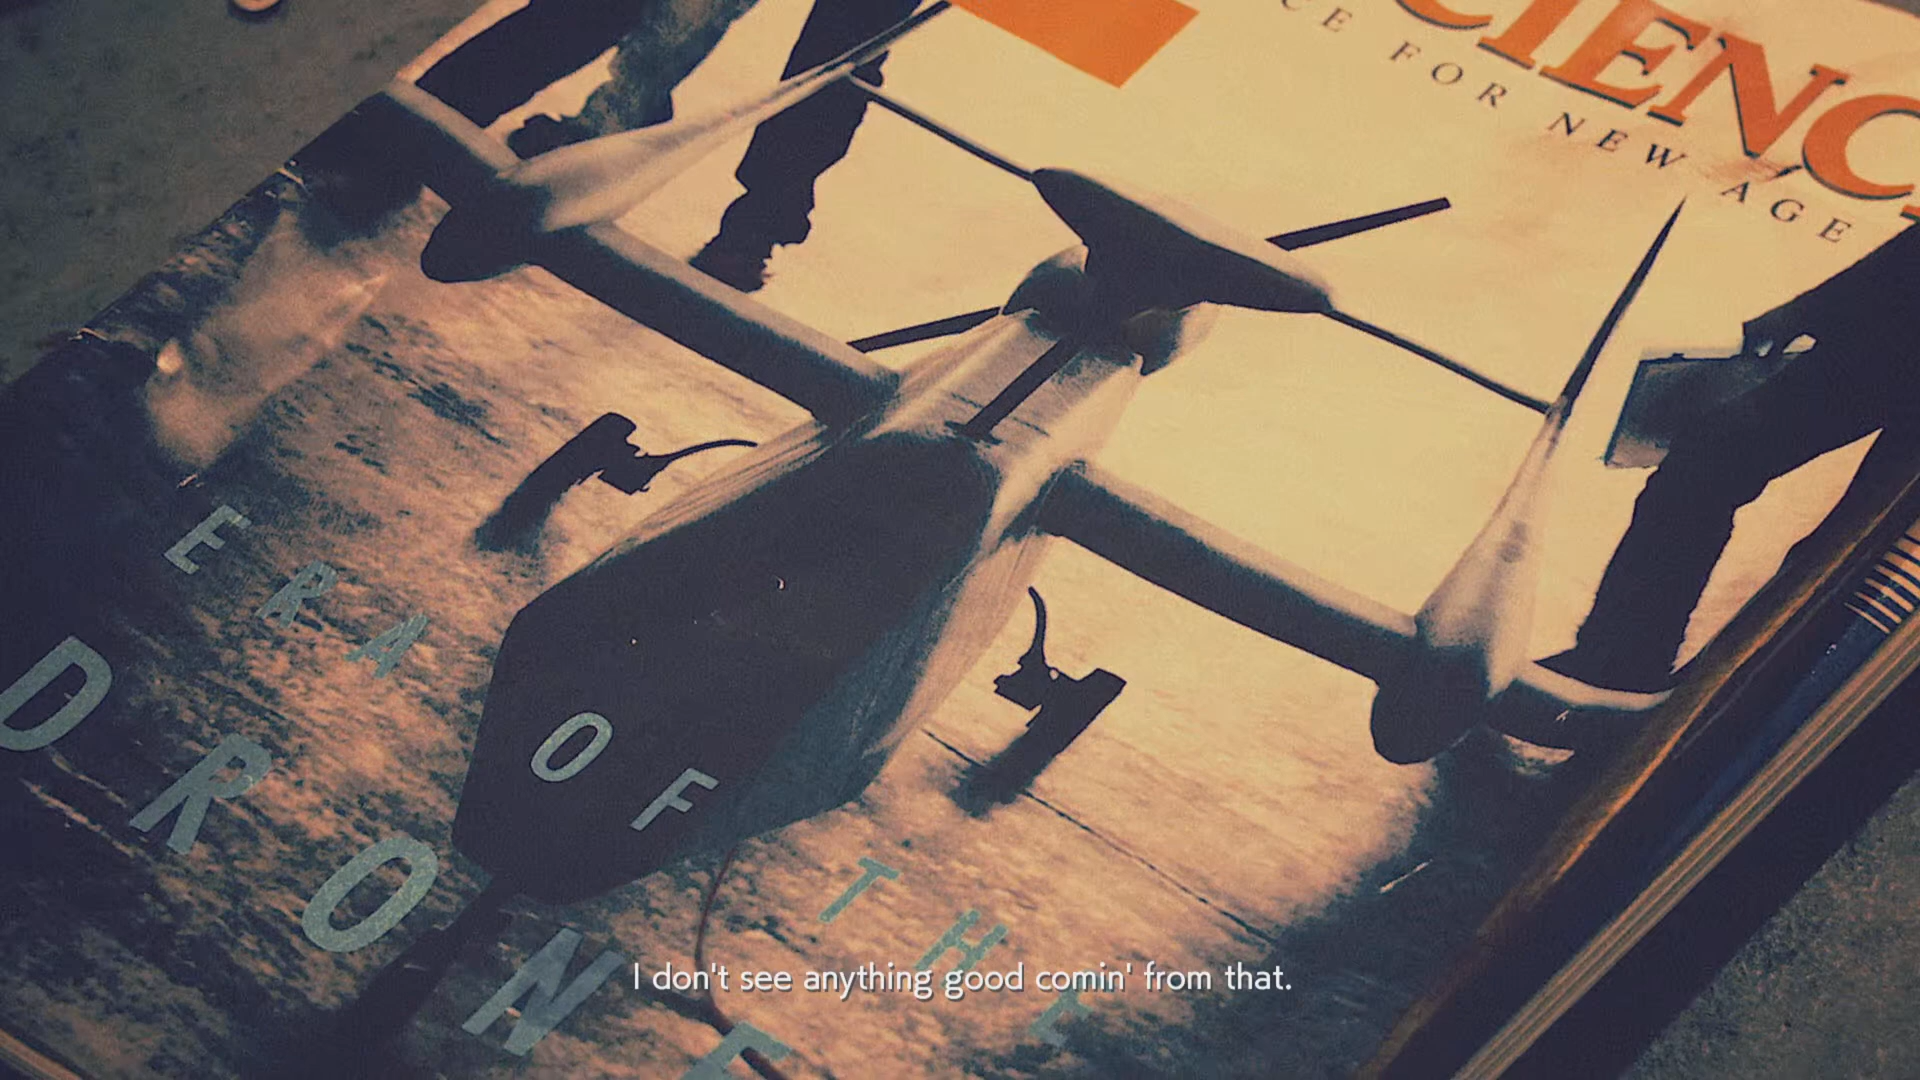 CIENC
CE FOR NEW AGE
ERA
OF
THE
DRONE
I don't see anything good comin' from that.